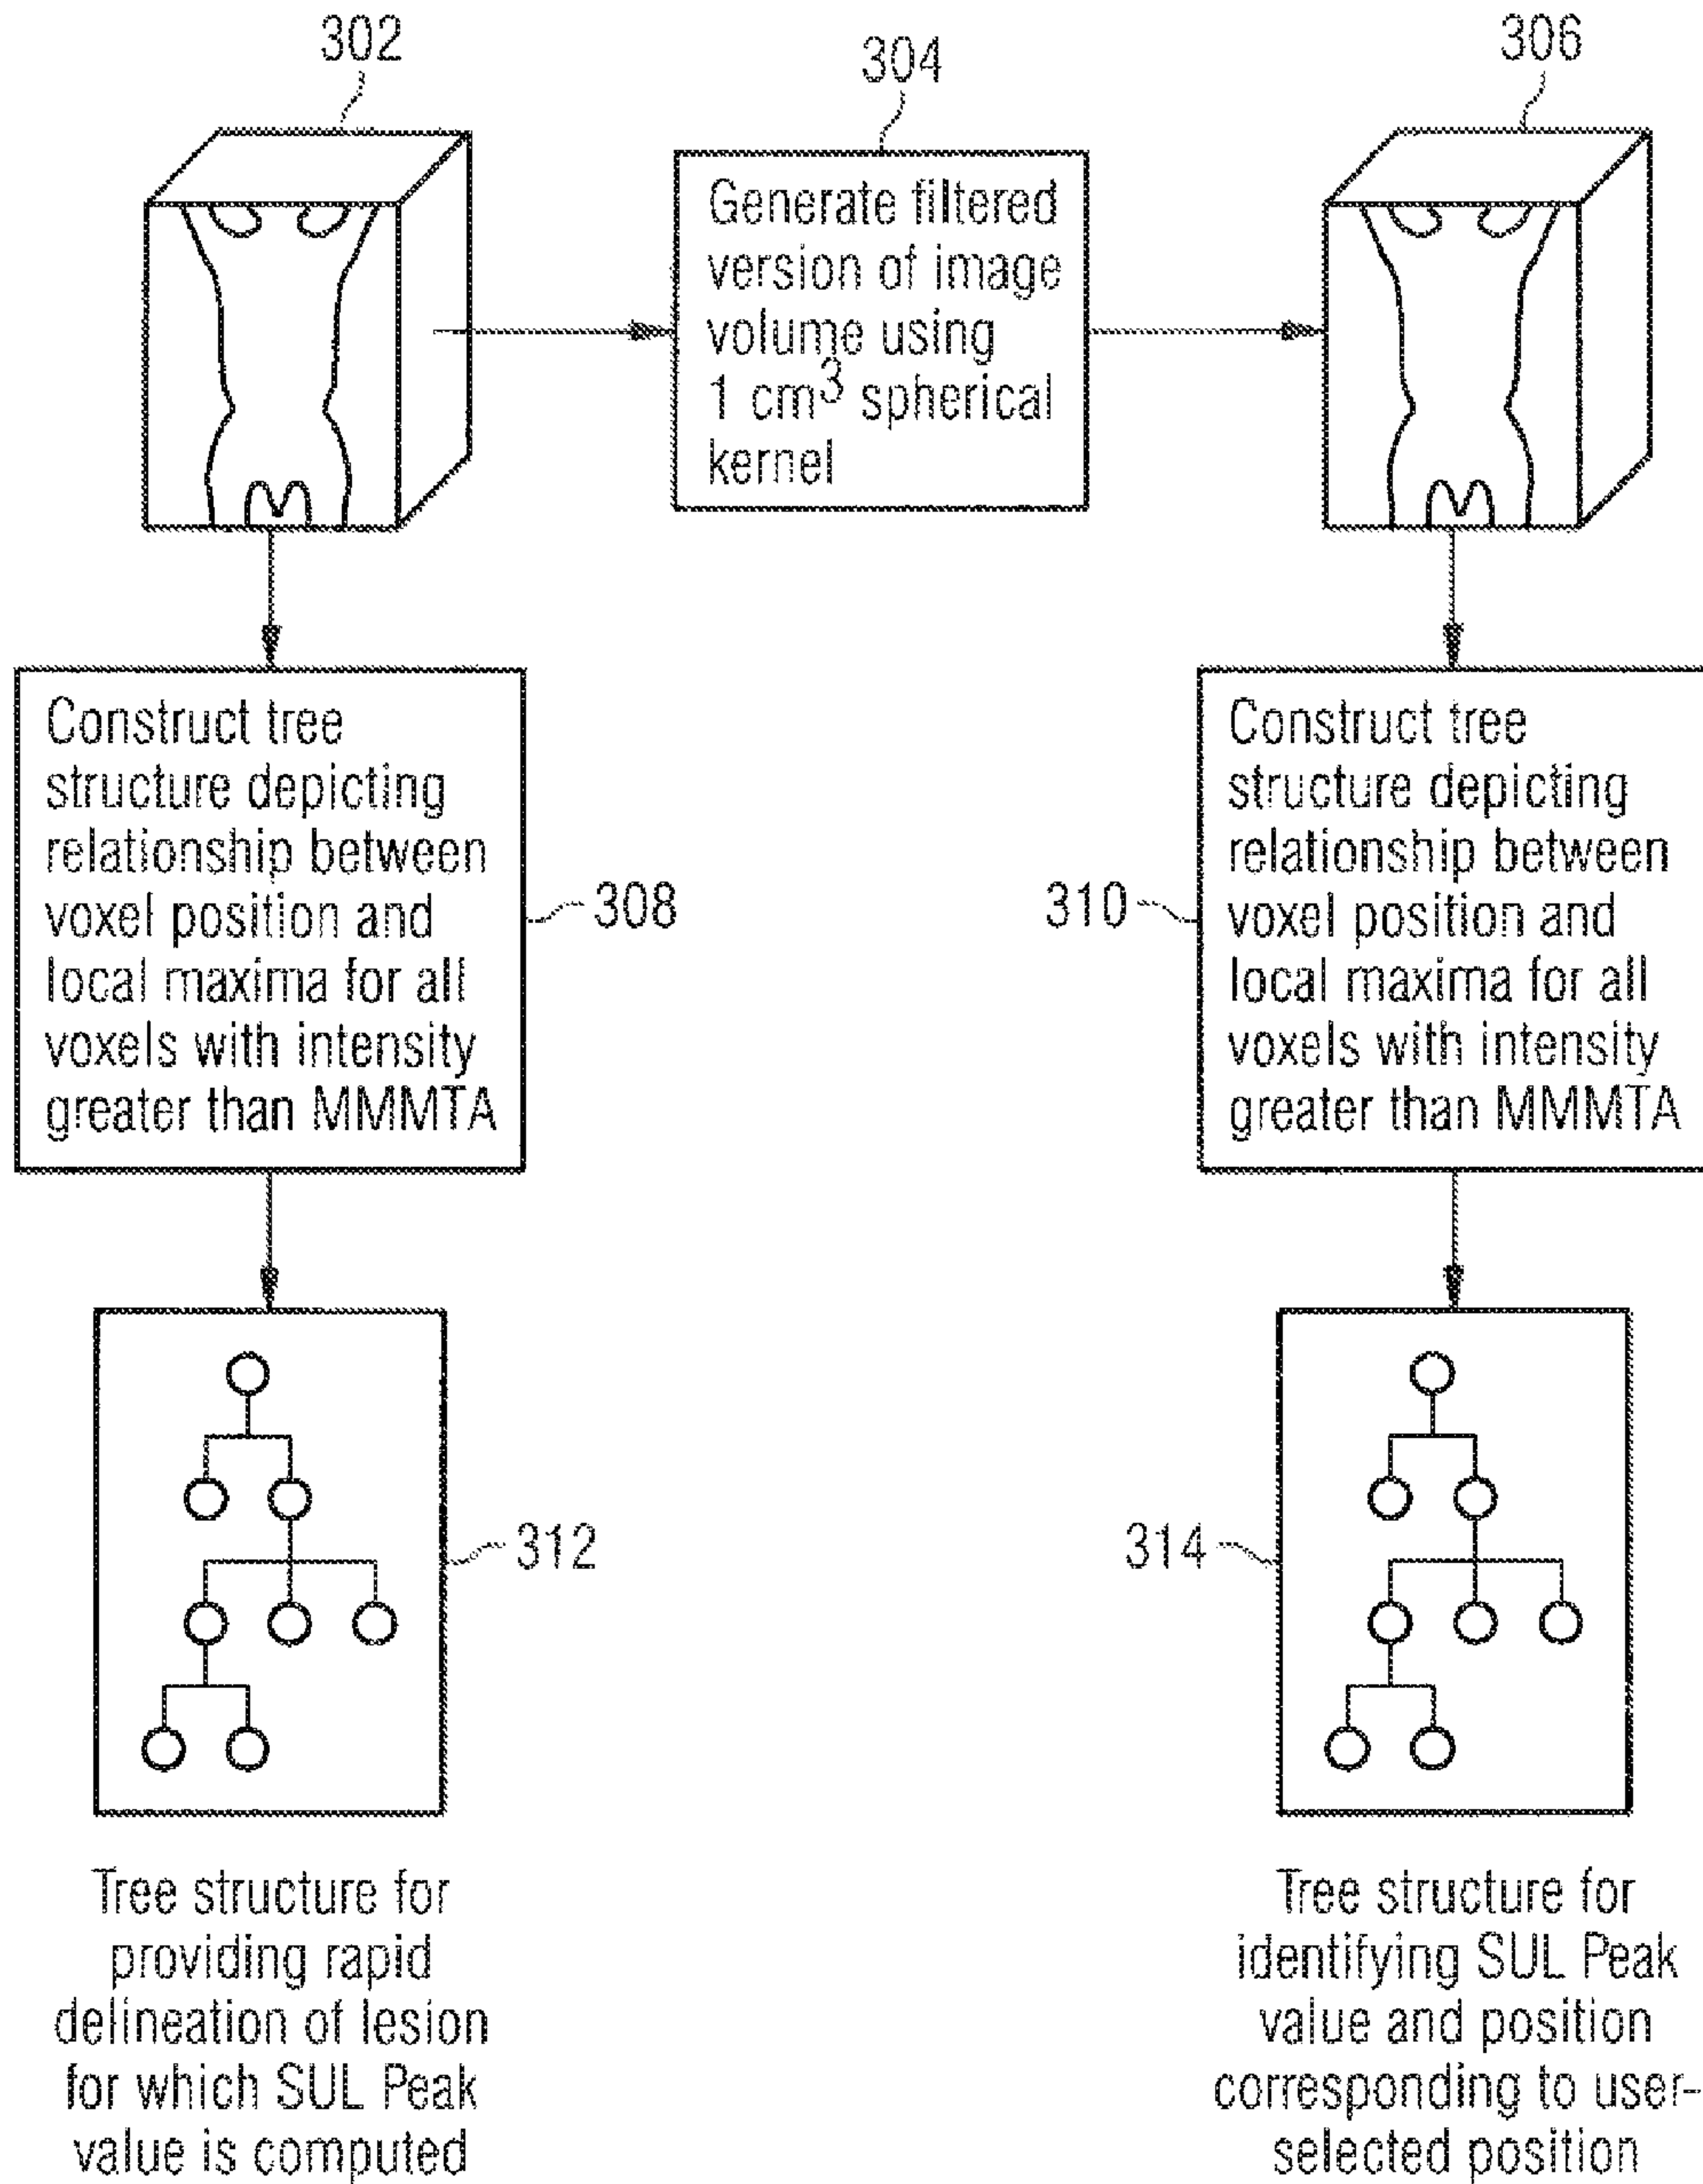 302
304
306
Generate filtered
version of image
volume using
1 cm³ spherical
kernel
Construct tree
structure depicting
relationship between
voxel position and
local maxima for all
voxels with intensity
greater than MMMTA
308
310
Construct tree
structure depicting
relationship between
voxel position and
local maxima for all
voxels with intensity
greater than MMMTA
312
314
Tree structure for
providing rapid
delineation of lesion
for which SUL Peak
value is computed
Tree structure for
identifying SUL Peak
value and position
corresponding to user-
selected position